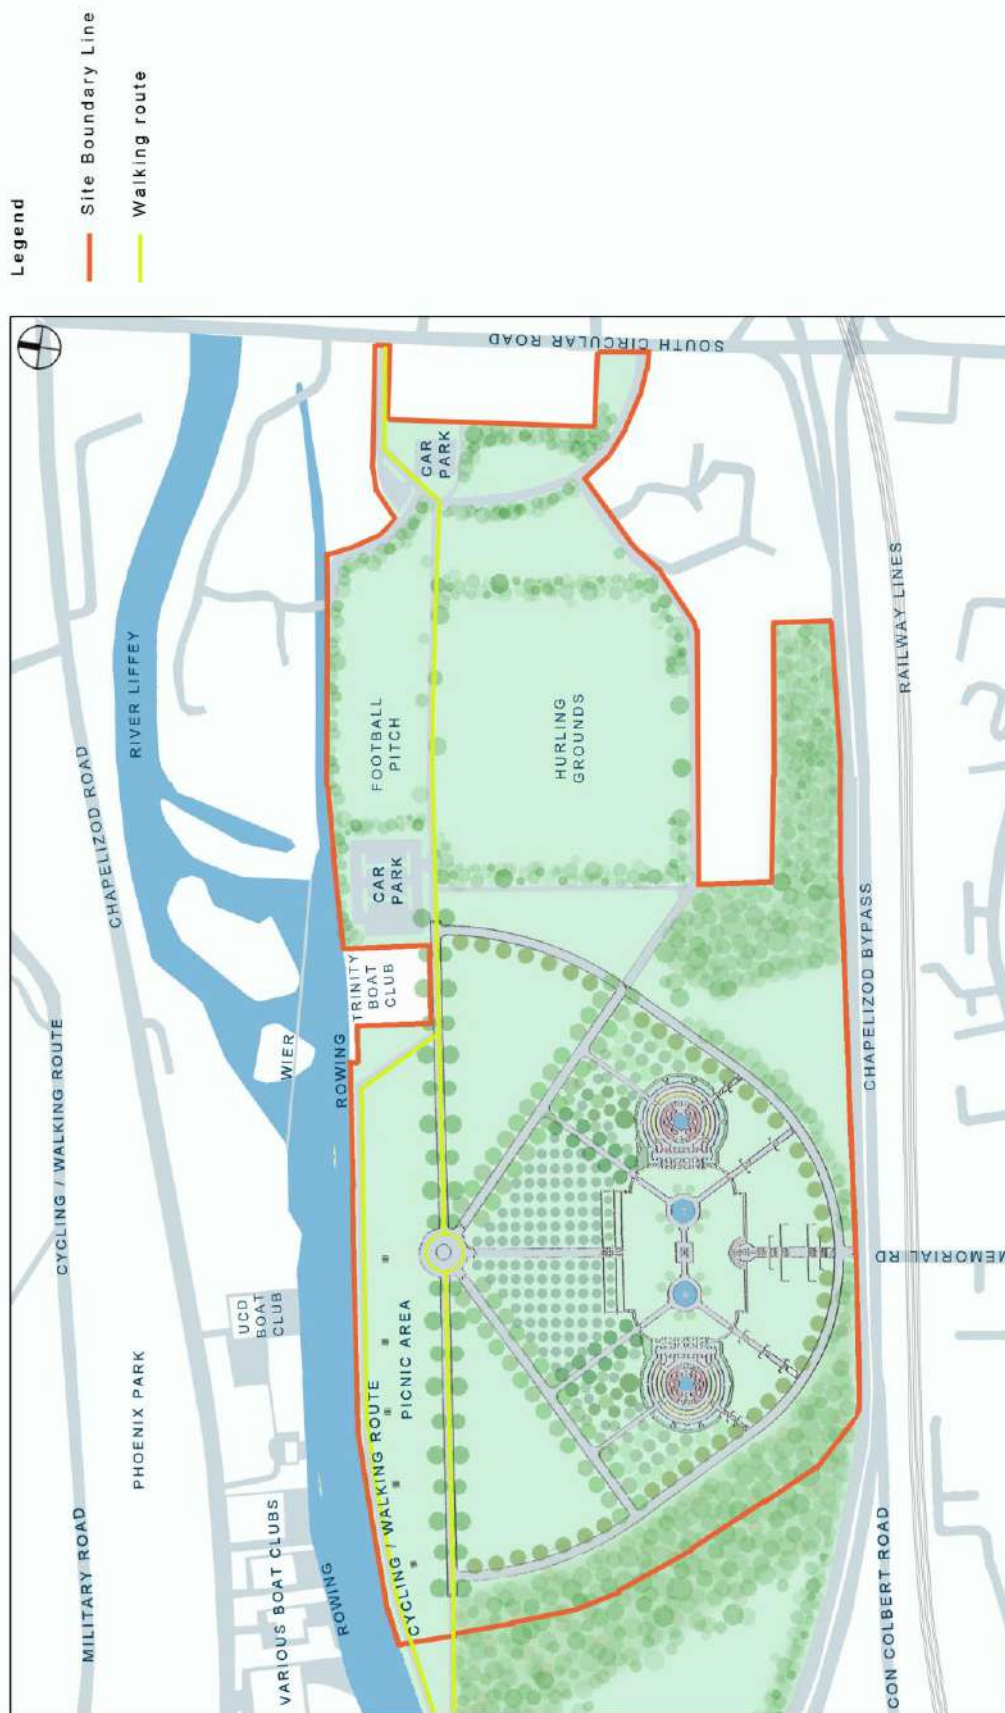 Legend
Site Boundary Line
Walking route
MILITARY ROAD
CYCLING / WALKING ROUTE
PHOENIX PARK
CHAPELIZOD ROAD
RIVER LIFFEY
VARIOUS BOAT CLUBS
UCD
BOAT
CLUB
WIER
ROWING
ROWING
TRINITY
BOAT
CLUB
CAR
PARK
FOOTBALL
PITCH
CAR
PARK
SOUTH CIRCULAR ROAD
CYCLING / WALKING ROUTE
PICNIC AREA
HURLING
GROUNDS
CON COLBERT ROAD
MEMORIAL RD
CHAPELIZOD BYPASS
RAILWAY LINES